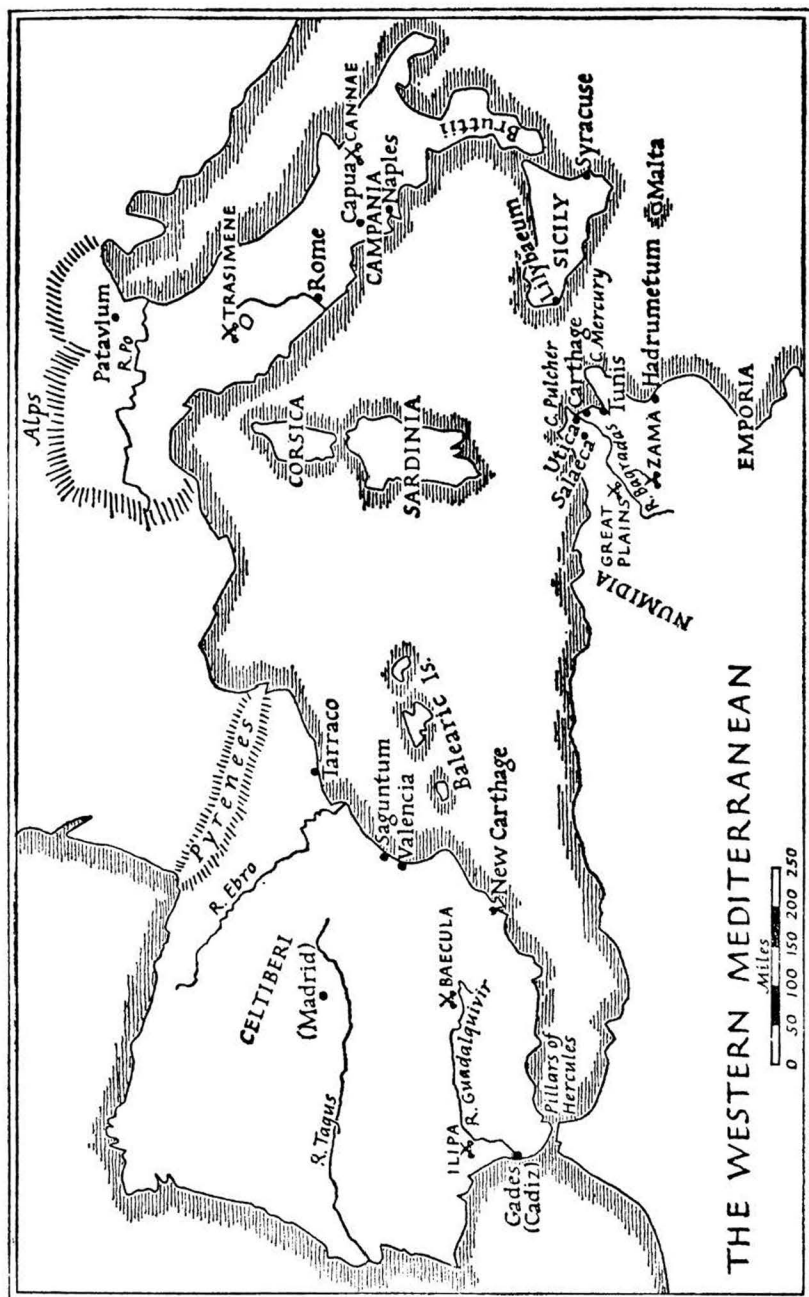 Alps
Patavium
R. Po
TRASIMENE
Rome
Capua
CANNAE
CAMPANIA
Naples
Bruttii
CORSICA
SARDINIA
Lilybaeum
SICILY
Syracuse
Malta
Pyrenees
R. Ebro
Tarraco
CELTIBERI
(Madrid)
R. Tagus
Saguntum
Valencia
Balearic Is.
New Carthage
BAECULA
R. Guadalquivir
ILIPA
Gades
(Cadiz)
Pillars of
Hercules
C. Pulcher
Utica
Carthage
C. Mercury
Salaeca
Tunis
R. Bagradas
GREAT
PLAINS
ZAMA
Hadrumetum
NUMIDIA
EMPORIA
THE WESTERN MEDITERRANEAN
Miles
0 50 100 150 200 250